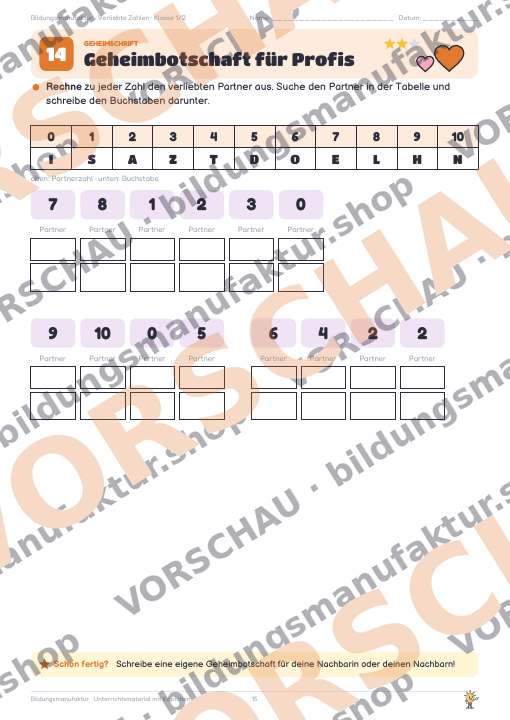 Bildungsmanufaktur · Verliebte Zahlen · Klasse 1/2 Name: Datum:
14
GEHEIMSCHRIFT
Geheimbotschaft für Profis
Rechne zu jeder Zahl den verliebten Partner aus. Suche den Partner in der Tabelle und
schreibe den Buchstaben darunter.
0 1 2 3 4 5 6 7 8 9 10
I S A Z T D O E L H N
oben: Partnerzahl · unten: Buchstabe
7 8 1 2 3 0
Partner Partner Partner Partner Partner Partner
9 10 0 5 6 4 2 2
Partner Partner Partner Partner Partner Partner Partner Partner
Schon fertig? Schreibe eine eigene Geheimbotschaft für deine Nachbarin oder deinen Nachbarn!
Bildungsmanufaktur · Unterrichtsmaterial mit 15
VORSCHAU · bildungsmanufaktur.shop
VORSCHAU